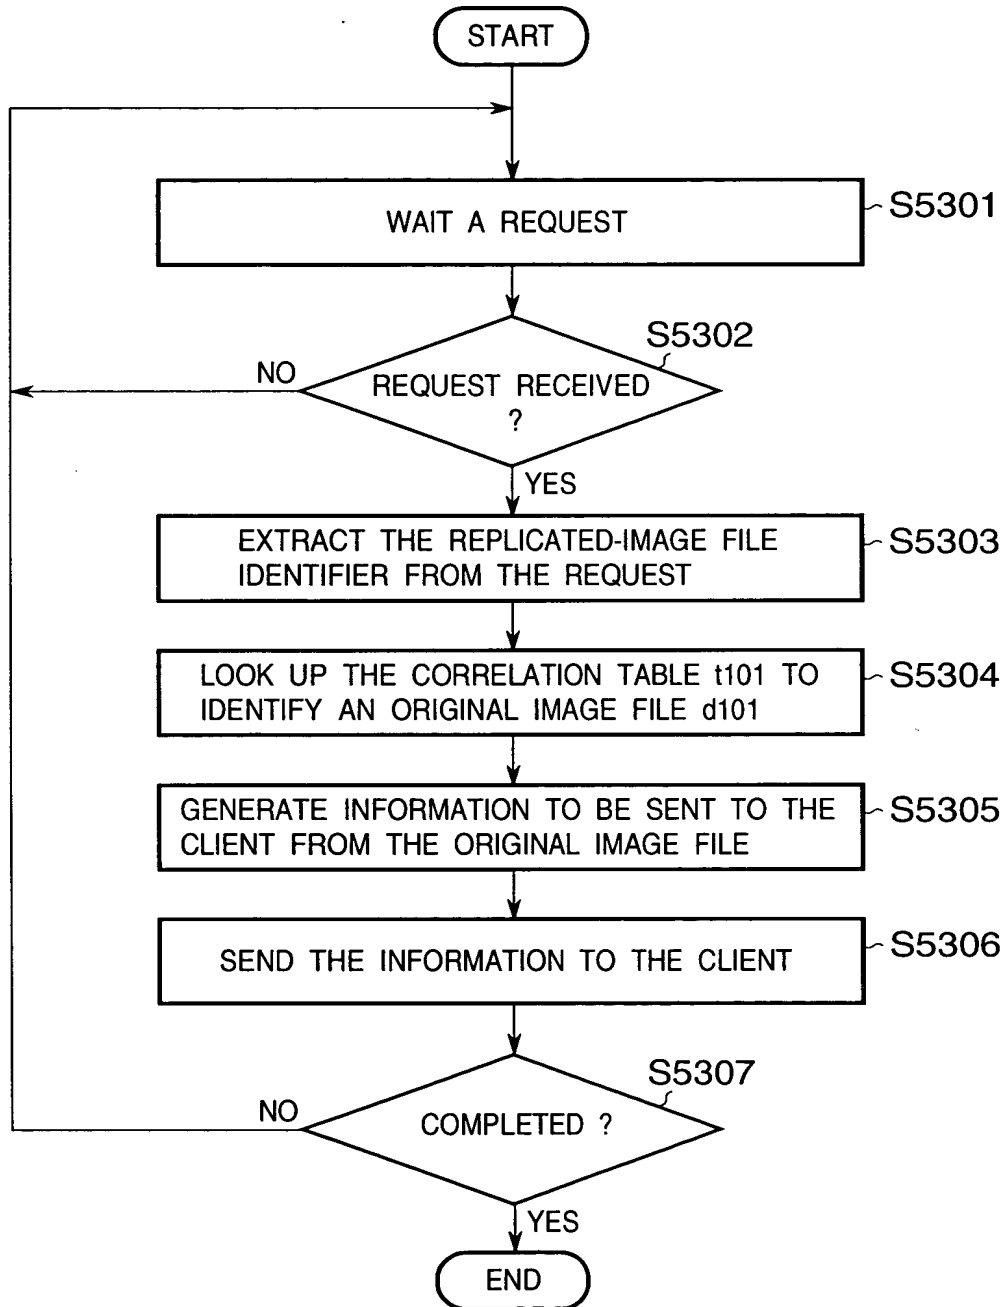 START
WAIT A REQUEST
S5301
S5302
NO
REQUEST RECEIVED
?
YES
EXTRACT THE REPLICATED-IMAGE FILE
IDENTIFIER FROM THE REQUEST
S5303
LOOK UP THE CORRELATION TABLE t101 TO
IDENTIFY AN ORIGINAL IMAGE FILE d101
S5304
GENERATE INFORMATION TO BE SENT TO THE
CLIENT FROM THE ORIGINAL IMAGE FILE
S5305
SEND THE INFORMATION TO THE CLIENT
S5306
S5307
NO
COMPLETED ?
YES
END